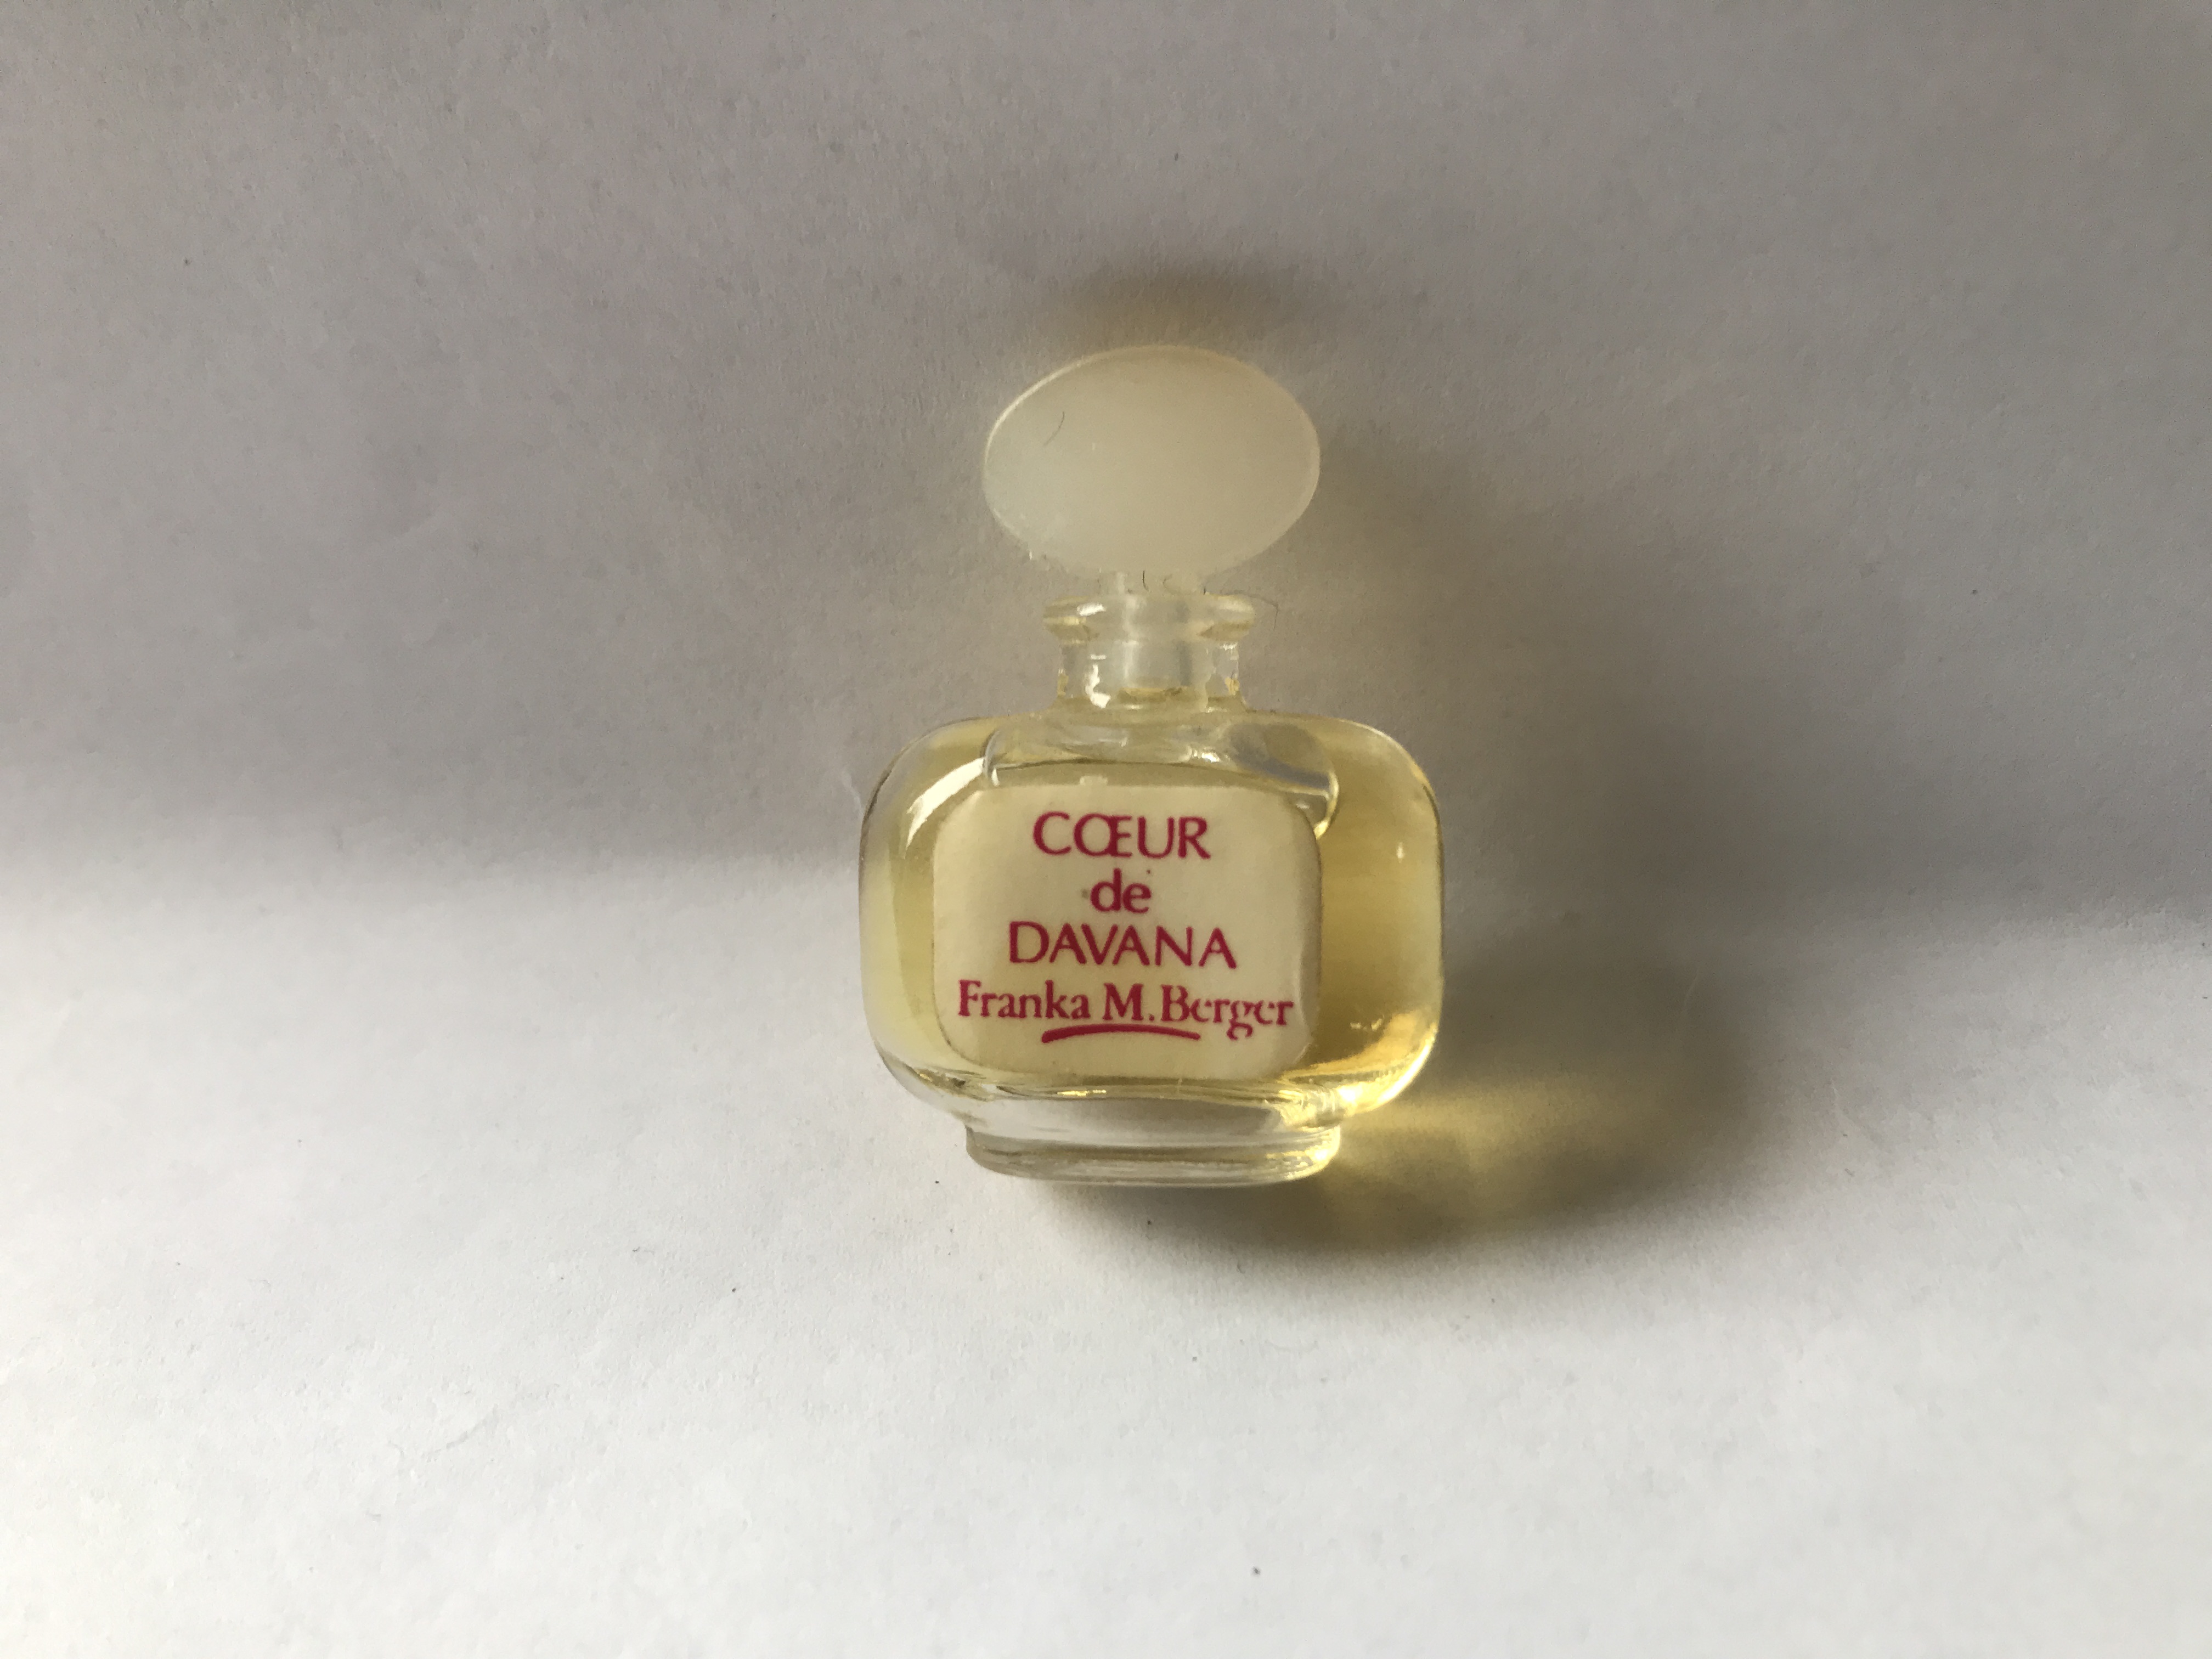 CŒUR
de
DAVANA
Franka M. Berger